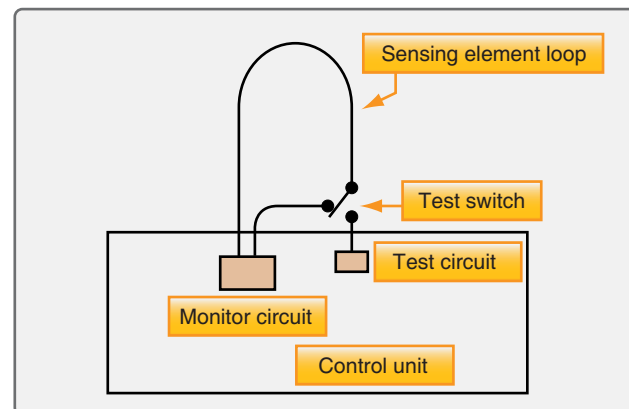 Sensing element loop
Test switch
Test circuit
Monitor circuit
Control unit